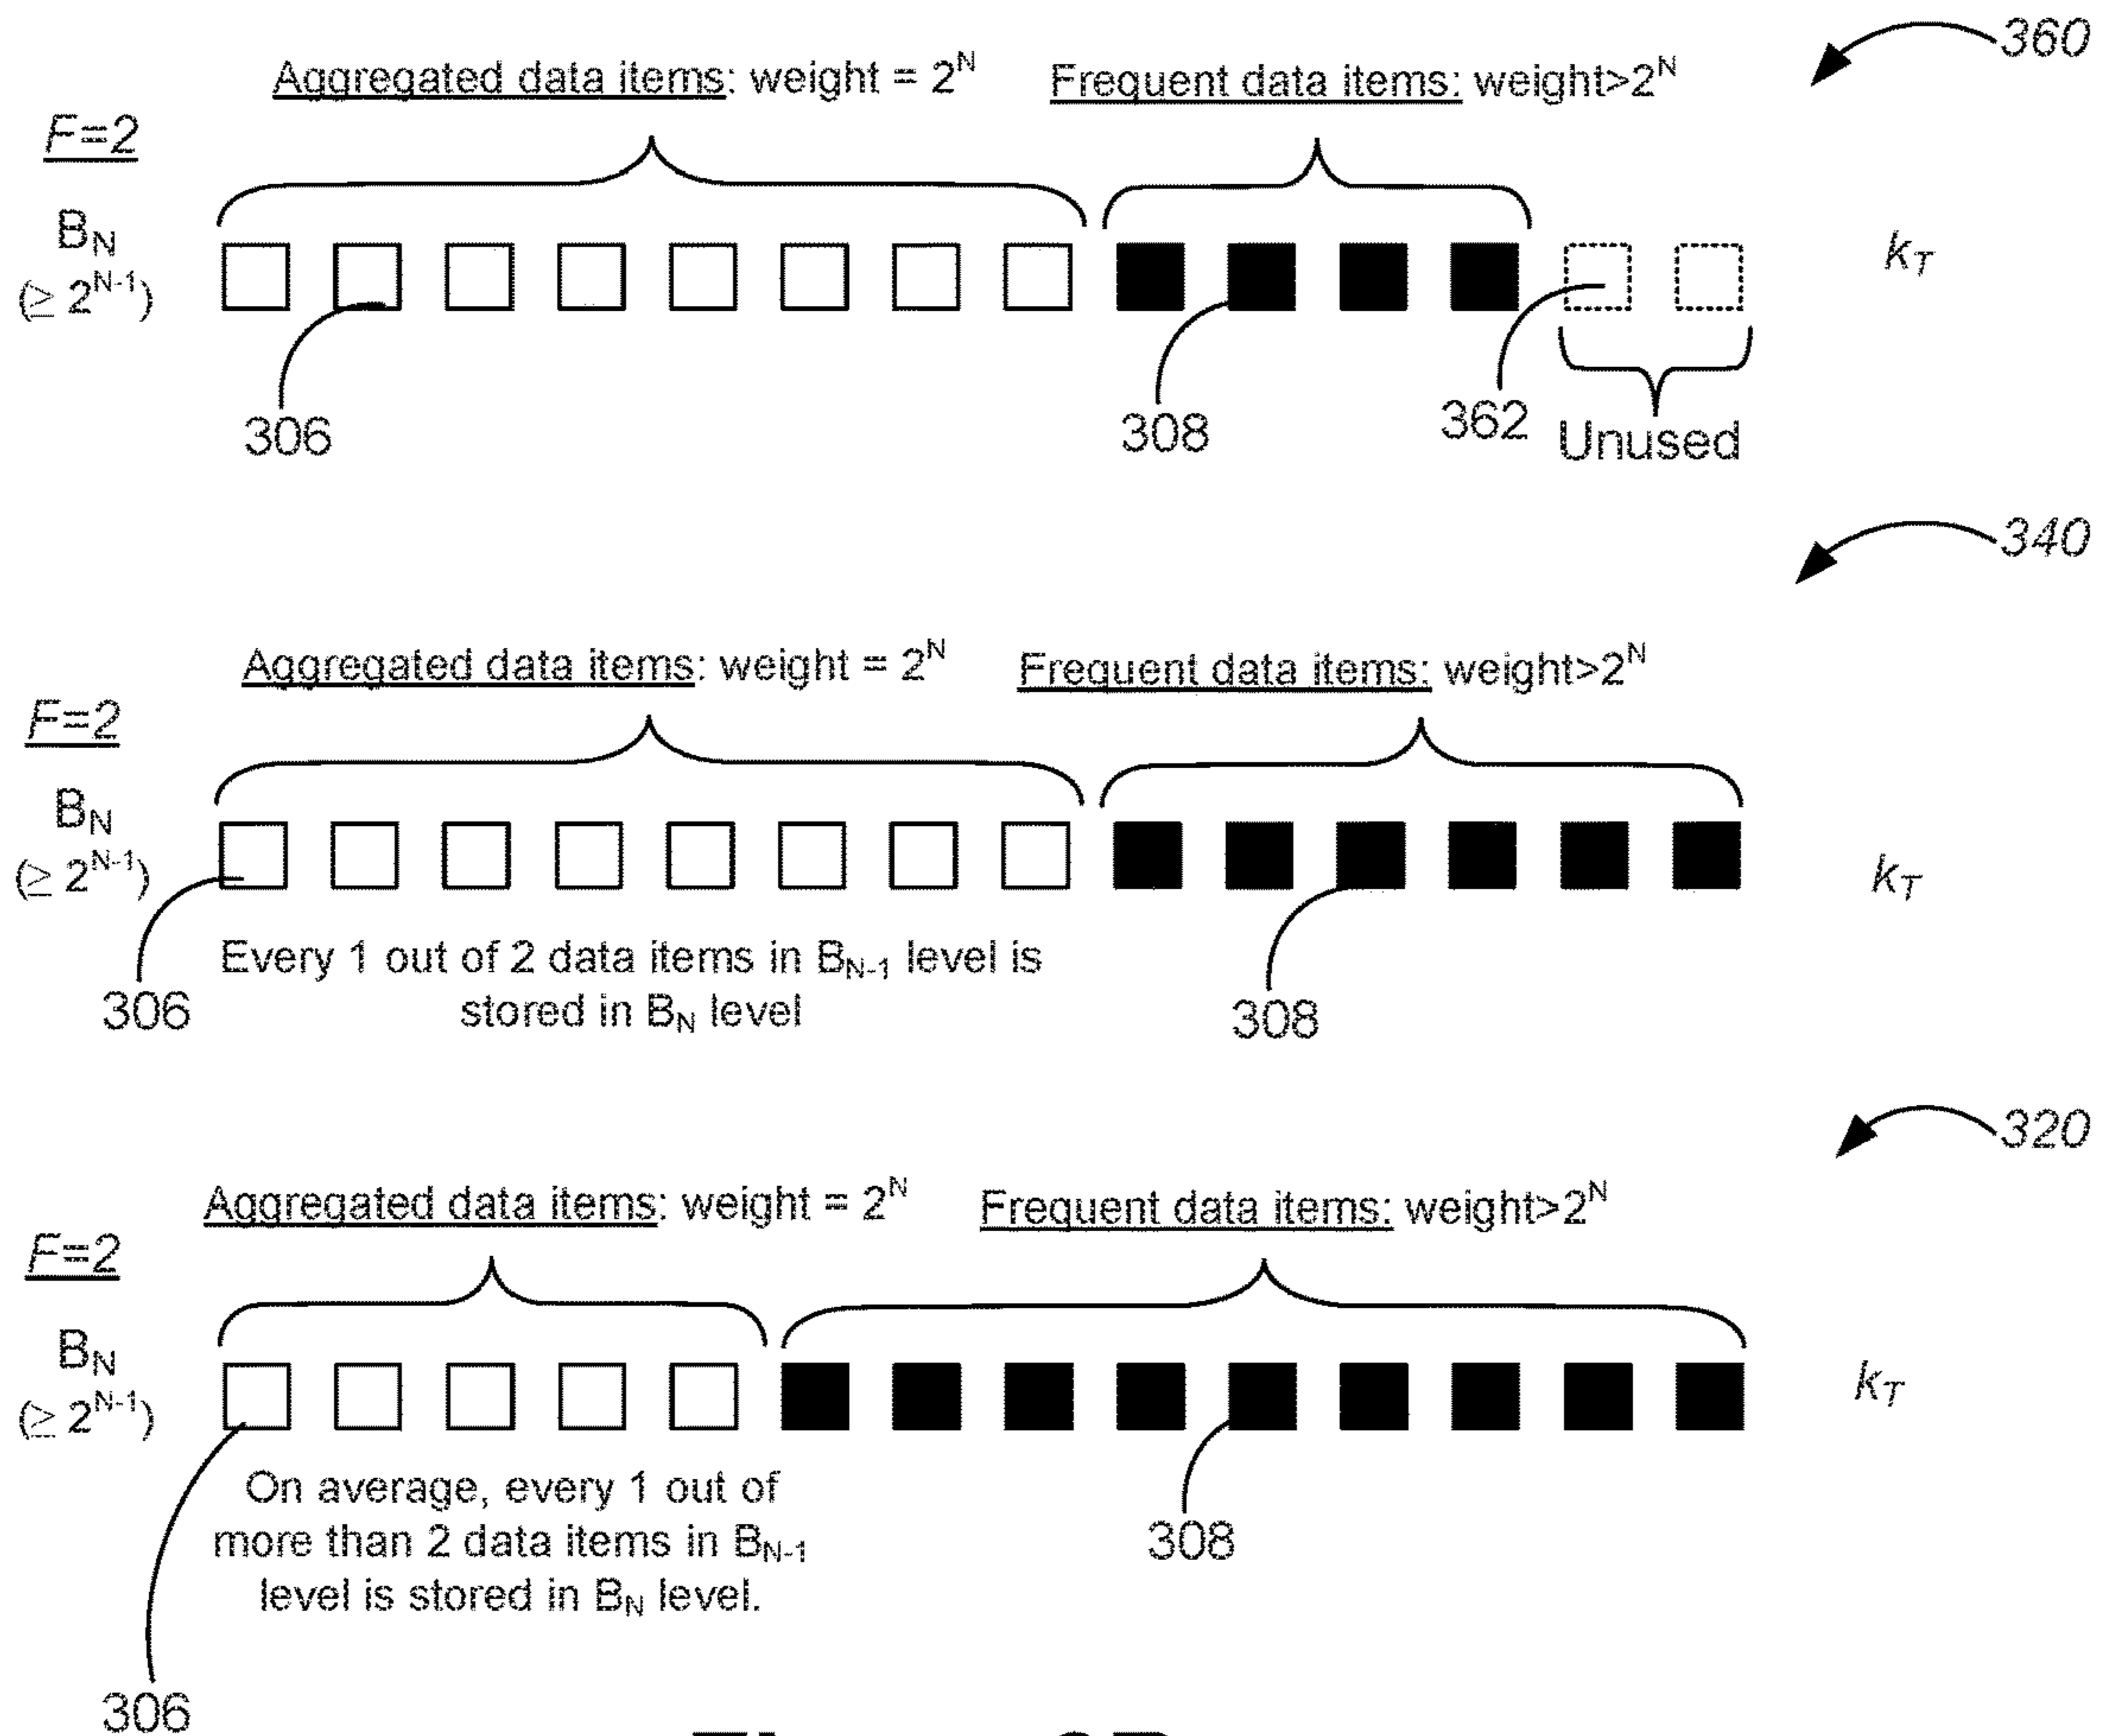 360
Aggregated data items: weight = 2^N
Frequent data items: weight>2^N
F=2
B_N
(≥ 2^N-1)
k_T
306
308
362
Unused
340
Aggregated data items: weight = 2^N
Frequent data items: weight>2^N
F=2
B_N
(≥ 2^N-1)
k_T
Every 1 out of 2 data items in B_N-1 level is
stored in B_N level
306
308
320
Aggregated data items: weight = 2^N
Frequent data items: weight>2^N
F=2
B_N
(≥ 2^N-1)
k_T
On average, every 1 out of
more than 2 data items in B_N-1
level is stored in B_N level.
308
306